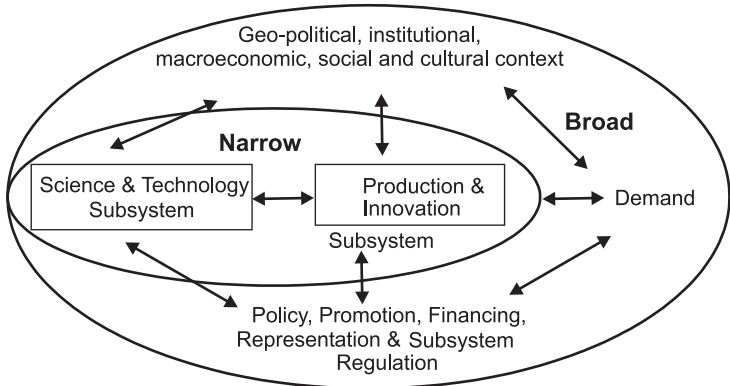 Geo-political, institutional,
macroeconomic, social and cultural context
Broad
Narrow
Science & Technology
Subsystem
Production &
Innovation
Subsystem
Demand
Policy, Promotion, Financing,
Representation & Subsystem
Regulation